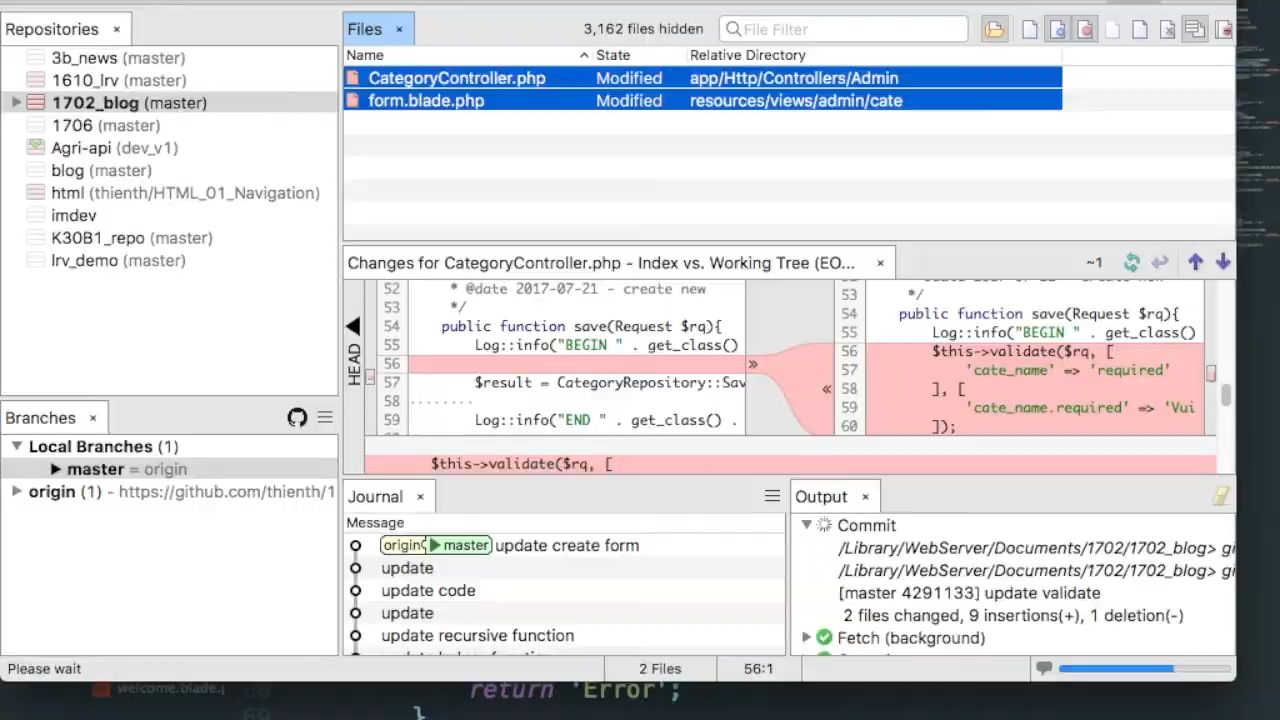 Repositories ×
3b_news (master)
1610_lrv (master)
1702_blog (master)
1706 (master)
Agri-api (dev_v1)
blog (master)
html (thienth/HTML_01_Navigation)
imdev
K30B1_repo (master)
lrv_demo (master)
Files ×
3,162 files hidden
File Filter
Name State Relative Directory
CategoryController.php Modified app/Http/Controllers/Admin
form.blade.php Modified resources/views/admin/cate
Changes for CategoryController.php - Index vs. Working Tree (EO... ×
~1
HEAD
52 * @date 2017-07-21 - create new
53 */
54 public function save(Request $rq){
55 Log::info("BEGIN " . get_class()
56
57 $result = CategoryRepository::Sav
58 ........
59 Log::info("END " . get_class() .
53 */
54 public function save(Request $rq){
55 Log::info("BEGIN " . get_class()
56 $this->validate($rq, [
57 'cate_name' => 'required'
58 ], [
59 'cate_name.required' => 'Vui
60 ]);
$this->validate($rq, [
Branches ×
Local Branches (1)
master = origin
origin (1) - https://github.com/thienth/1
Journal ×
Message
origin master update create form
update
update code
update
update recursive function
Output ×
Commit
/Library/WebServer/Documents/1702/1702_blog> gi
/Library/WebServer/Documents/1702/1702_blog> gi
[master 4291133] update validate
2 files changed, 9 insertions(+), 1 deletion(-)
Fetch (background)
Please wait
2 Files
56:1
welcome.blade.p
return 'Error';
}